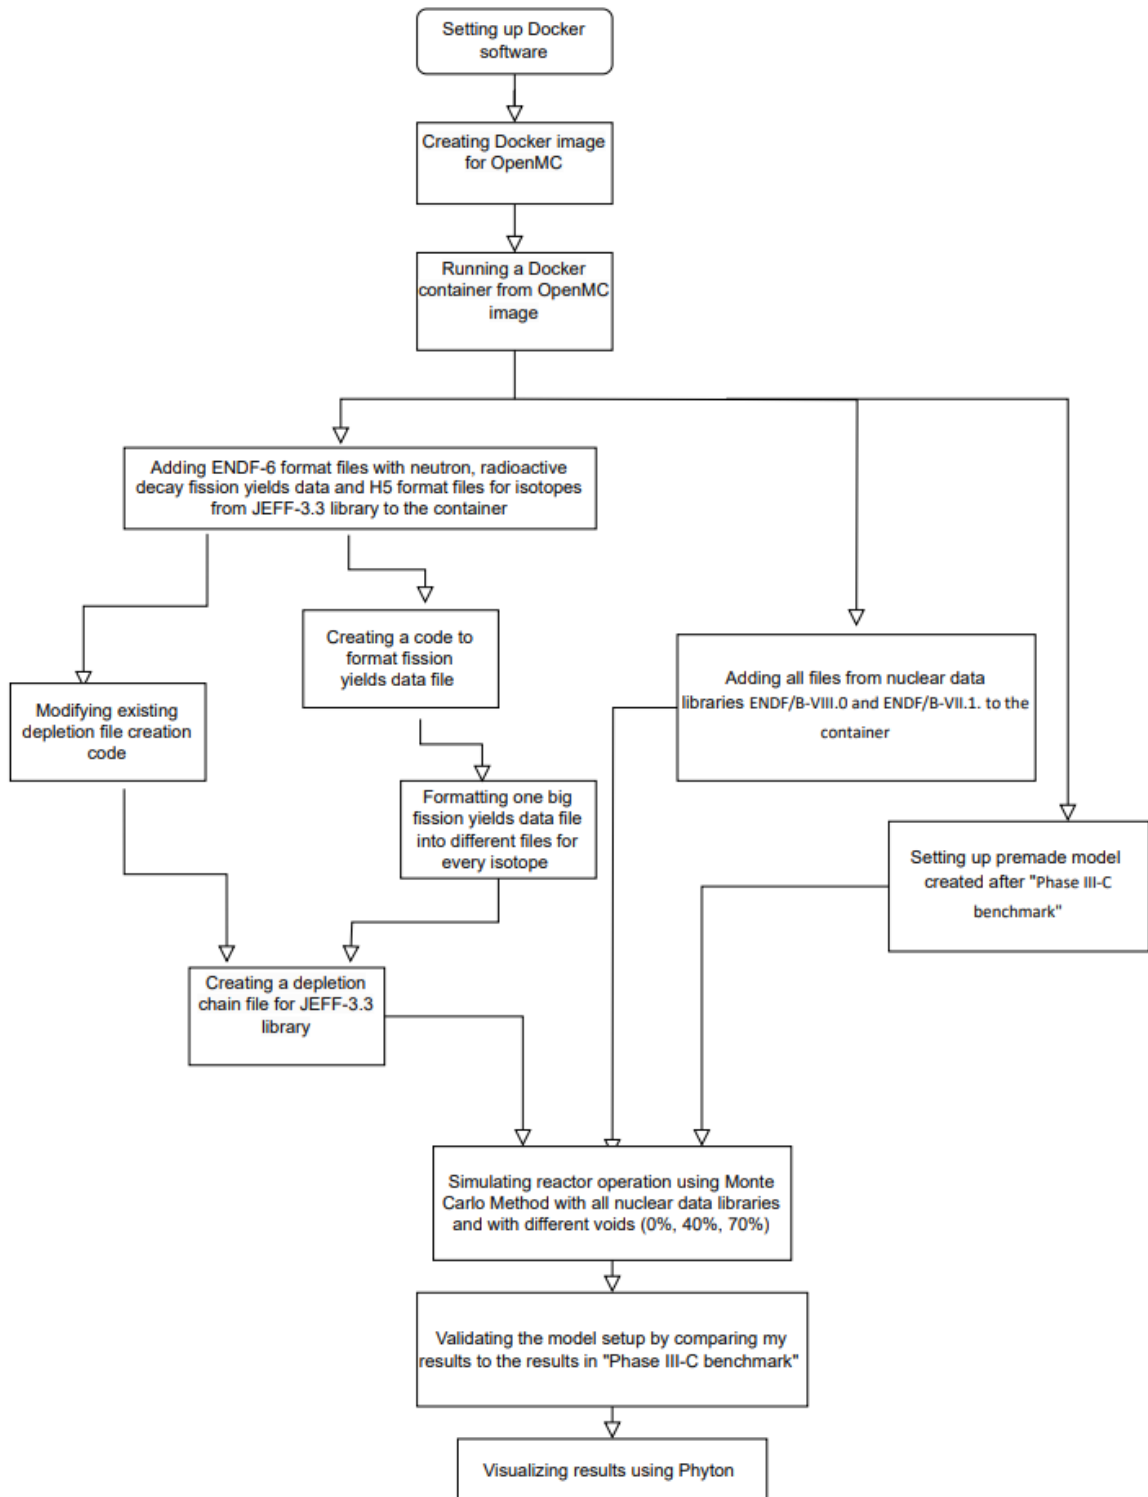 Setting up Docker
software
Creating Docker image
for OpenMC
Running a Docker
container from OpenMC
image
Adding ENDF-6 format files with neutron, radioactive
decay fission yields data and H5 format files for isotopes
from JEFF-3.3 library to the container
Creating a code to
format fission
yields data file
Adding all files from nuclear data
libraries ENDF/B-VIII.0 and ENDF/B-VII.1. to the
container
Modifying existing
depletion file creation
code
Formatting one big
fission yields data file
into different files for
every isotope
Setting up premade model
created after "Phase III-C
benchmark"
Creating a depletion
chain file for JEFF-3.3
library
Simulating reactor operation using Monte
Carlo Method with all nuclear data libraries
and with different voids (0%, 40%, 70%)
Validating the model setup by comparing my
results to the results in "Phase III-C benchmark"
Visualizing results using Phyton